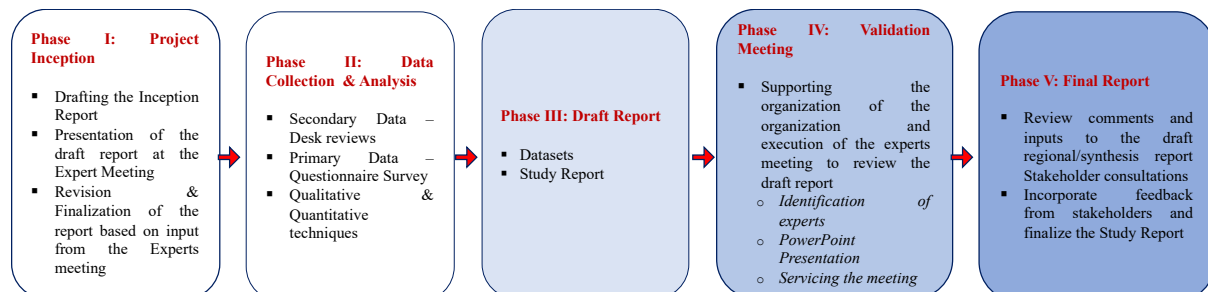 Phase I: Project
Inception
▪ Drafting the Inception
Report
▪ Presentation of the
draft report at the
Expert Meeting
▪ Revision &
Finalization of the
report based on input
from the Experts
meeting
Phase II: Data
Collection & Analysis
▪ Secondary Data –
Desk reviews
▪ Primary Data –
Questionnaire Survey
▪ Qualitative &
Quantitative
techniques
Phase III: Draft Report
▪ Datasets
▪ Study Report
Phase IV: Validation
Meeting
▪ Supporting the
organization of the
organization and
execution of the experts
meeting to review the
draft report
o Identification of
experts
o PowerPoint
Presentation
o Servicing the meeting
Phase V: Final Report
▪ Review comments and
inputs to the draft
regional/synthesis report
Stakeholder consultations
▪ Incorporate feedback
from stakeholders and
finalize the Study Report